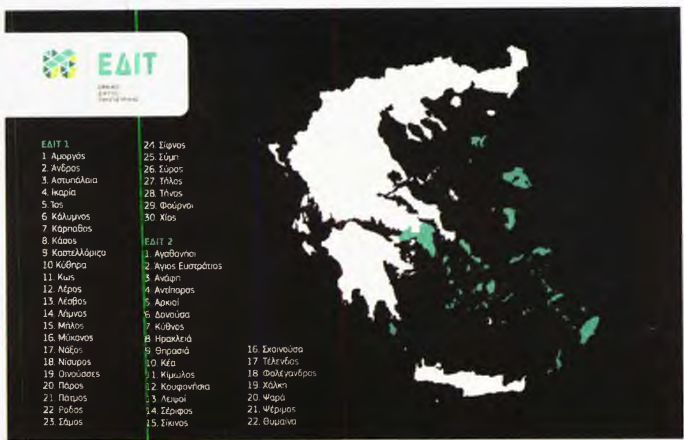 ΕΔΙΤ
ΕΔΙΤ 1
1 Αμοργός
2. Άνδρος
3. Αστυπάλαια
4. Ικαρία
5. Ίος
6 Κάλυμνος
7 Κάρπαθος
8. Κάσος
9 Καστελλόριζο
10 Κύθηρα
11. Κως
12. Λέρος
13. Λέσβος
14. Λήμνος
15. Μήλος
16. Μύκονος
17. Νάξος
18. Νίσυρος
19 Οινούσσες
20 Πάρος
21 Πάτμος
22 Ρόδος
23. Σάμος
24. Σίφνος
25. Σύμη
26. Σύρος
27. Τήλος
28. Τήνος
29. Φούρνοι
30. Χίος
ΕΔΙΤ 2
1. Αγαθονήσι
2. Άγιος Ευστράτιος
3 Ανάφη
4 Αντίπαρος
5 Αρκιοί
6 Δονούσα
7 Κύθνος
8 Ηρακλειά
9 Θηρασιά
10. Κέα
11. Κίμωλος
12. Κουφονήσια
13. Λειψοί
14. Σέριφος
15. Σίκινος
16. Σχοινούσα
17 Τέλενδος
18 Φολέγανδρος
19. Χάλκη
20. Ψαρά
21. Ψέριμος
22. Θυμαίνα